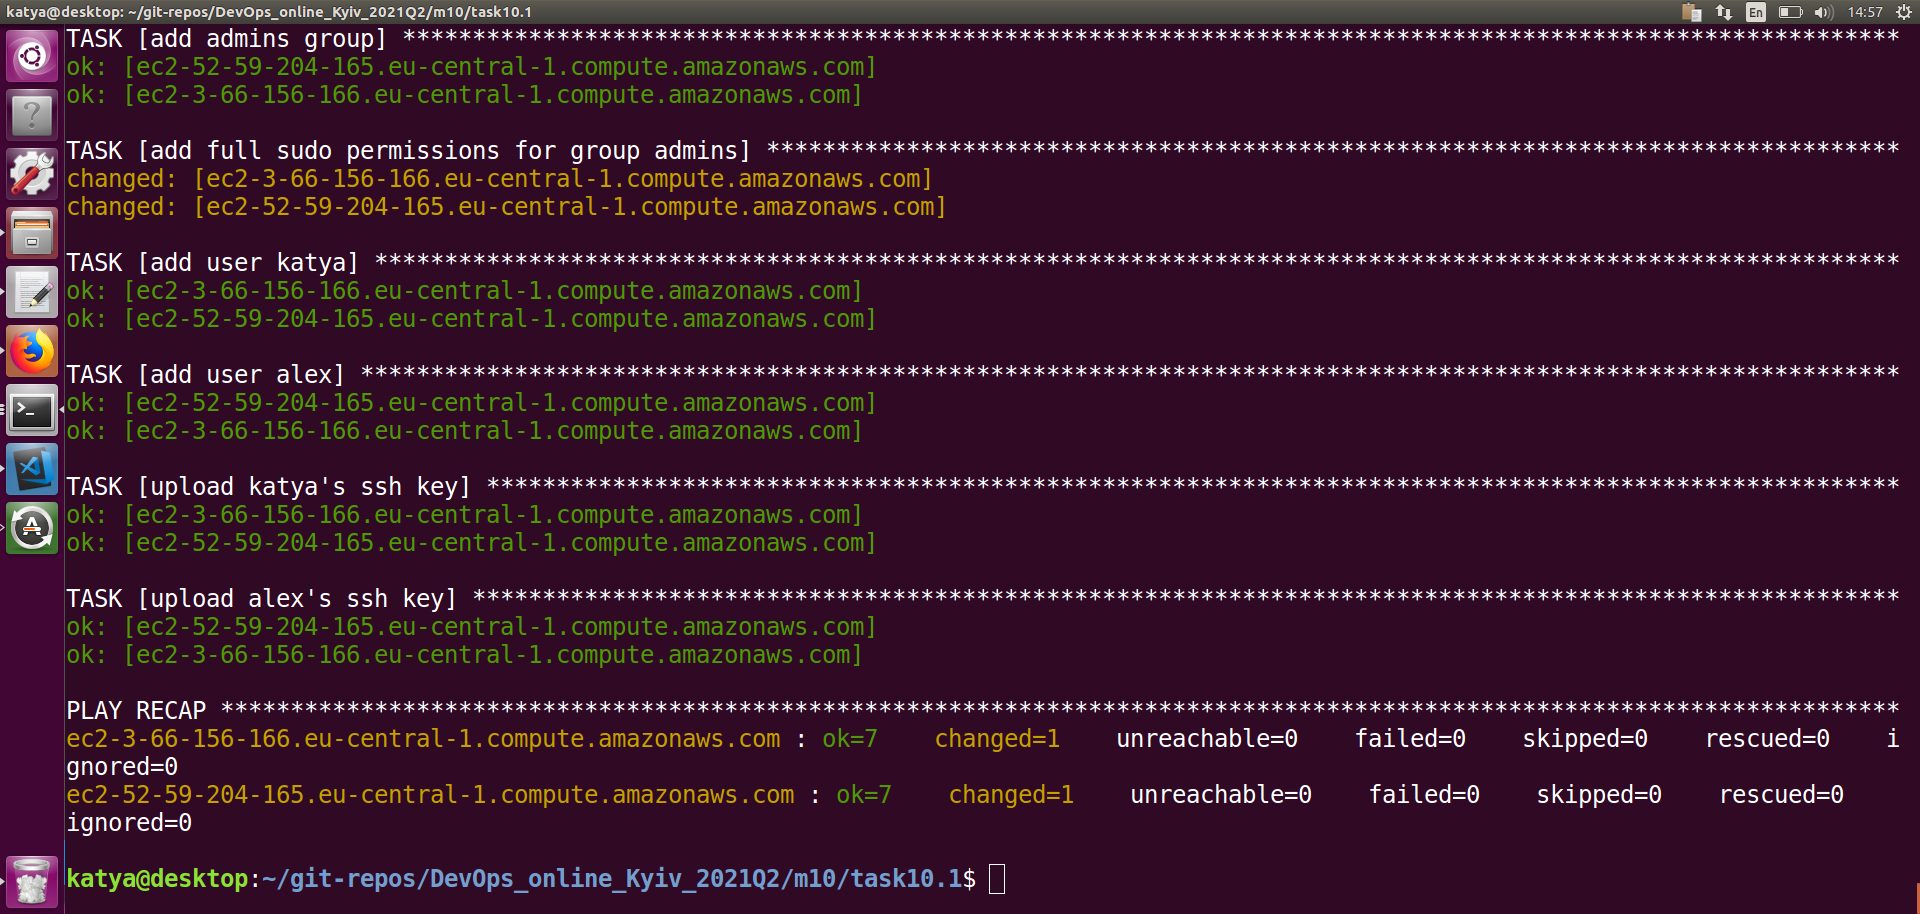 katya@desktop: ~/git-repos/DevOps_online_Kyiv_2021Q2/m10/task10.1
En
14:57
TASK [add admins group] ***********************************************************************************************************
ok: [ec2-52-59-204-165.eu-central-1.compute.amazonaws.com]
ok: [ec2-3-66-156-166.eu-central-1.compute.amazonaws.com]
TASK [add full sudo permissions for group admins] *********************************************************************************
changed: [ec2-3-66-156-166.eu-central-1.compute.amazonaws.com]
changed: [ec2-52-59-204-165.eu-central-1.compute.amazonaws.com]
TASK [add user katya] *************************************************************************************************************
ok: [ec2-3-66-156-166.eu-central-1.compute.amazonaws.com]
ok: [ec2-52-59-204-165.eu-central-1.compute.amazonaws.com]
TASK [add user alex] **************************************************************************************************************
ok: [ec2-52-59-204-165.eu-central-1.compute.amazonaws.com]
ok: [ec2-3-66-156-166.eu-central-1.compute.amazonaws.com]
TASK [upload katya's ssh key] *****************************************************************************************************
ok: [ec2-3-66-156-166.eu-central-1.compute.amazonaws.com]
ok: [ec2-52-59-204-165.eu-central-1.compute.amazonaws.com]
TASK [upload alex's ssh key] ******************************************************************************************************
ok: [ec2-52-59-204-165.eu-central-1.compute.amazonaws.com]
ok: [ec2-3-66-156-166.eu-central-1.compute.amazonaws.com]
PLAY RECAP ************************************************************************************************************************
ec2-3-66-156-166.eu-central-1.compute.amazonaws.com : ok=7    changed=1    unreachable=0    failed=0    skipped=0    rescued=0    i
gnored=0
ec2-52-59-204-165.eu-central-1.compute.amazonaws.com : ok=7    changed=1    unreachable=0    failed=0    skipped=0    rescued=0
ignored=0
katya@desktop:~/git-repos/DevOps_online_Kyiv_2021Q2/m10/task10.1$